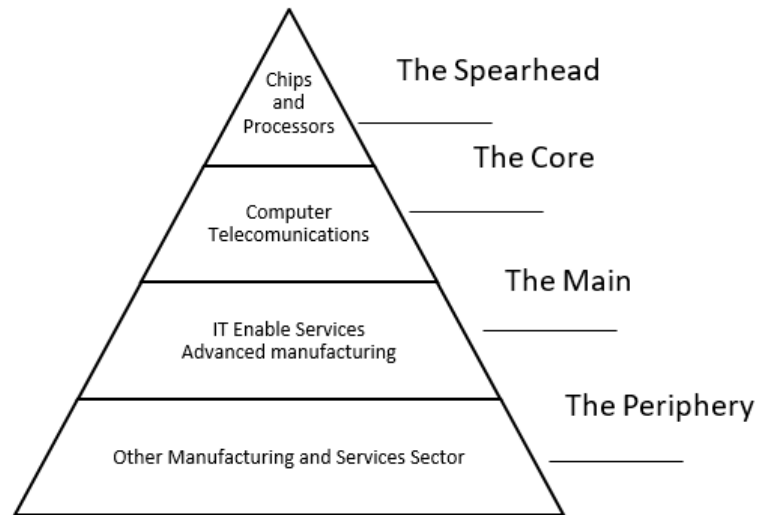 Chips
and
Processors
The Spearhead
Computer
Telecomunications
The Core
IT Enable Services
Advanced manufacturing
The Main
Other Manufacturing and Services Sector
The Periphery